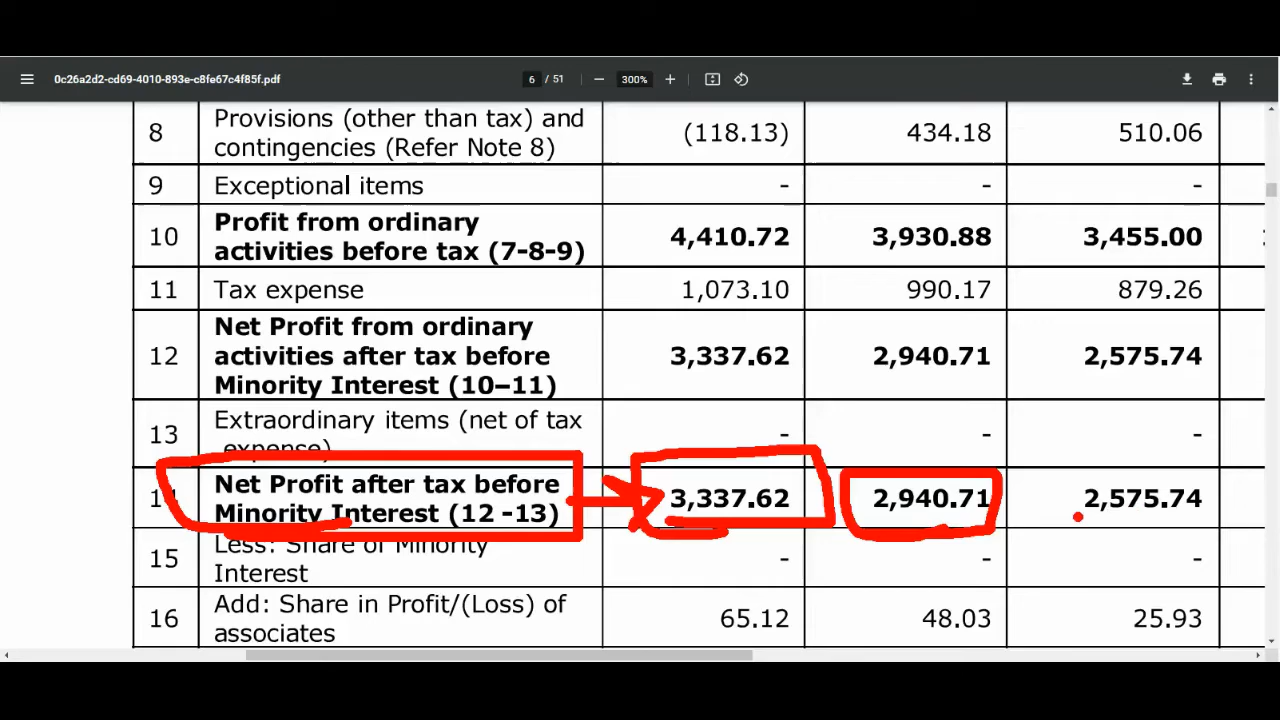 0c26a2d2-cd69-4010-893e-c8fe67c4f85f.pdf 6 / 51 300%
8 Provisions (other than tax) and contingencies (Refer Note 8) (118.13) 434.18 510.06
9 Exceptional items - - -
10 Profit from ordinary activities before tax (7-8-9) 4,410.72 3,930.88 3,455.00
11 Tax expense 1,073.10 990.17 879.26
12 Net Profit from ordinary activities after tax before Minority Interest (10–11) 3,337.62 2,940.71 2,575.74
13 Extraordinary items (net of tax expense) - - -
14 Net Profit after tax before Minority Interest (12 -13) 3,337.62 2,940.71 2,575.74
15 Less: Share of Minority Interest - - -
16 Add: Share in Profit/(Loss) of associates 65.12 48.03 25.93